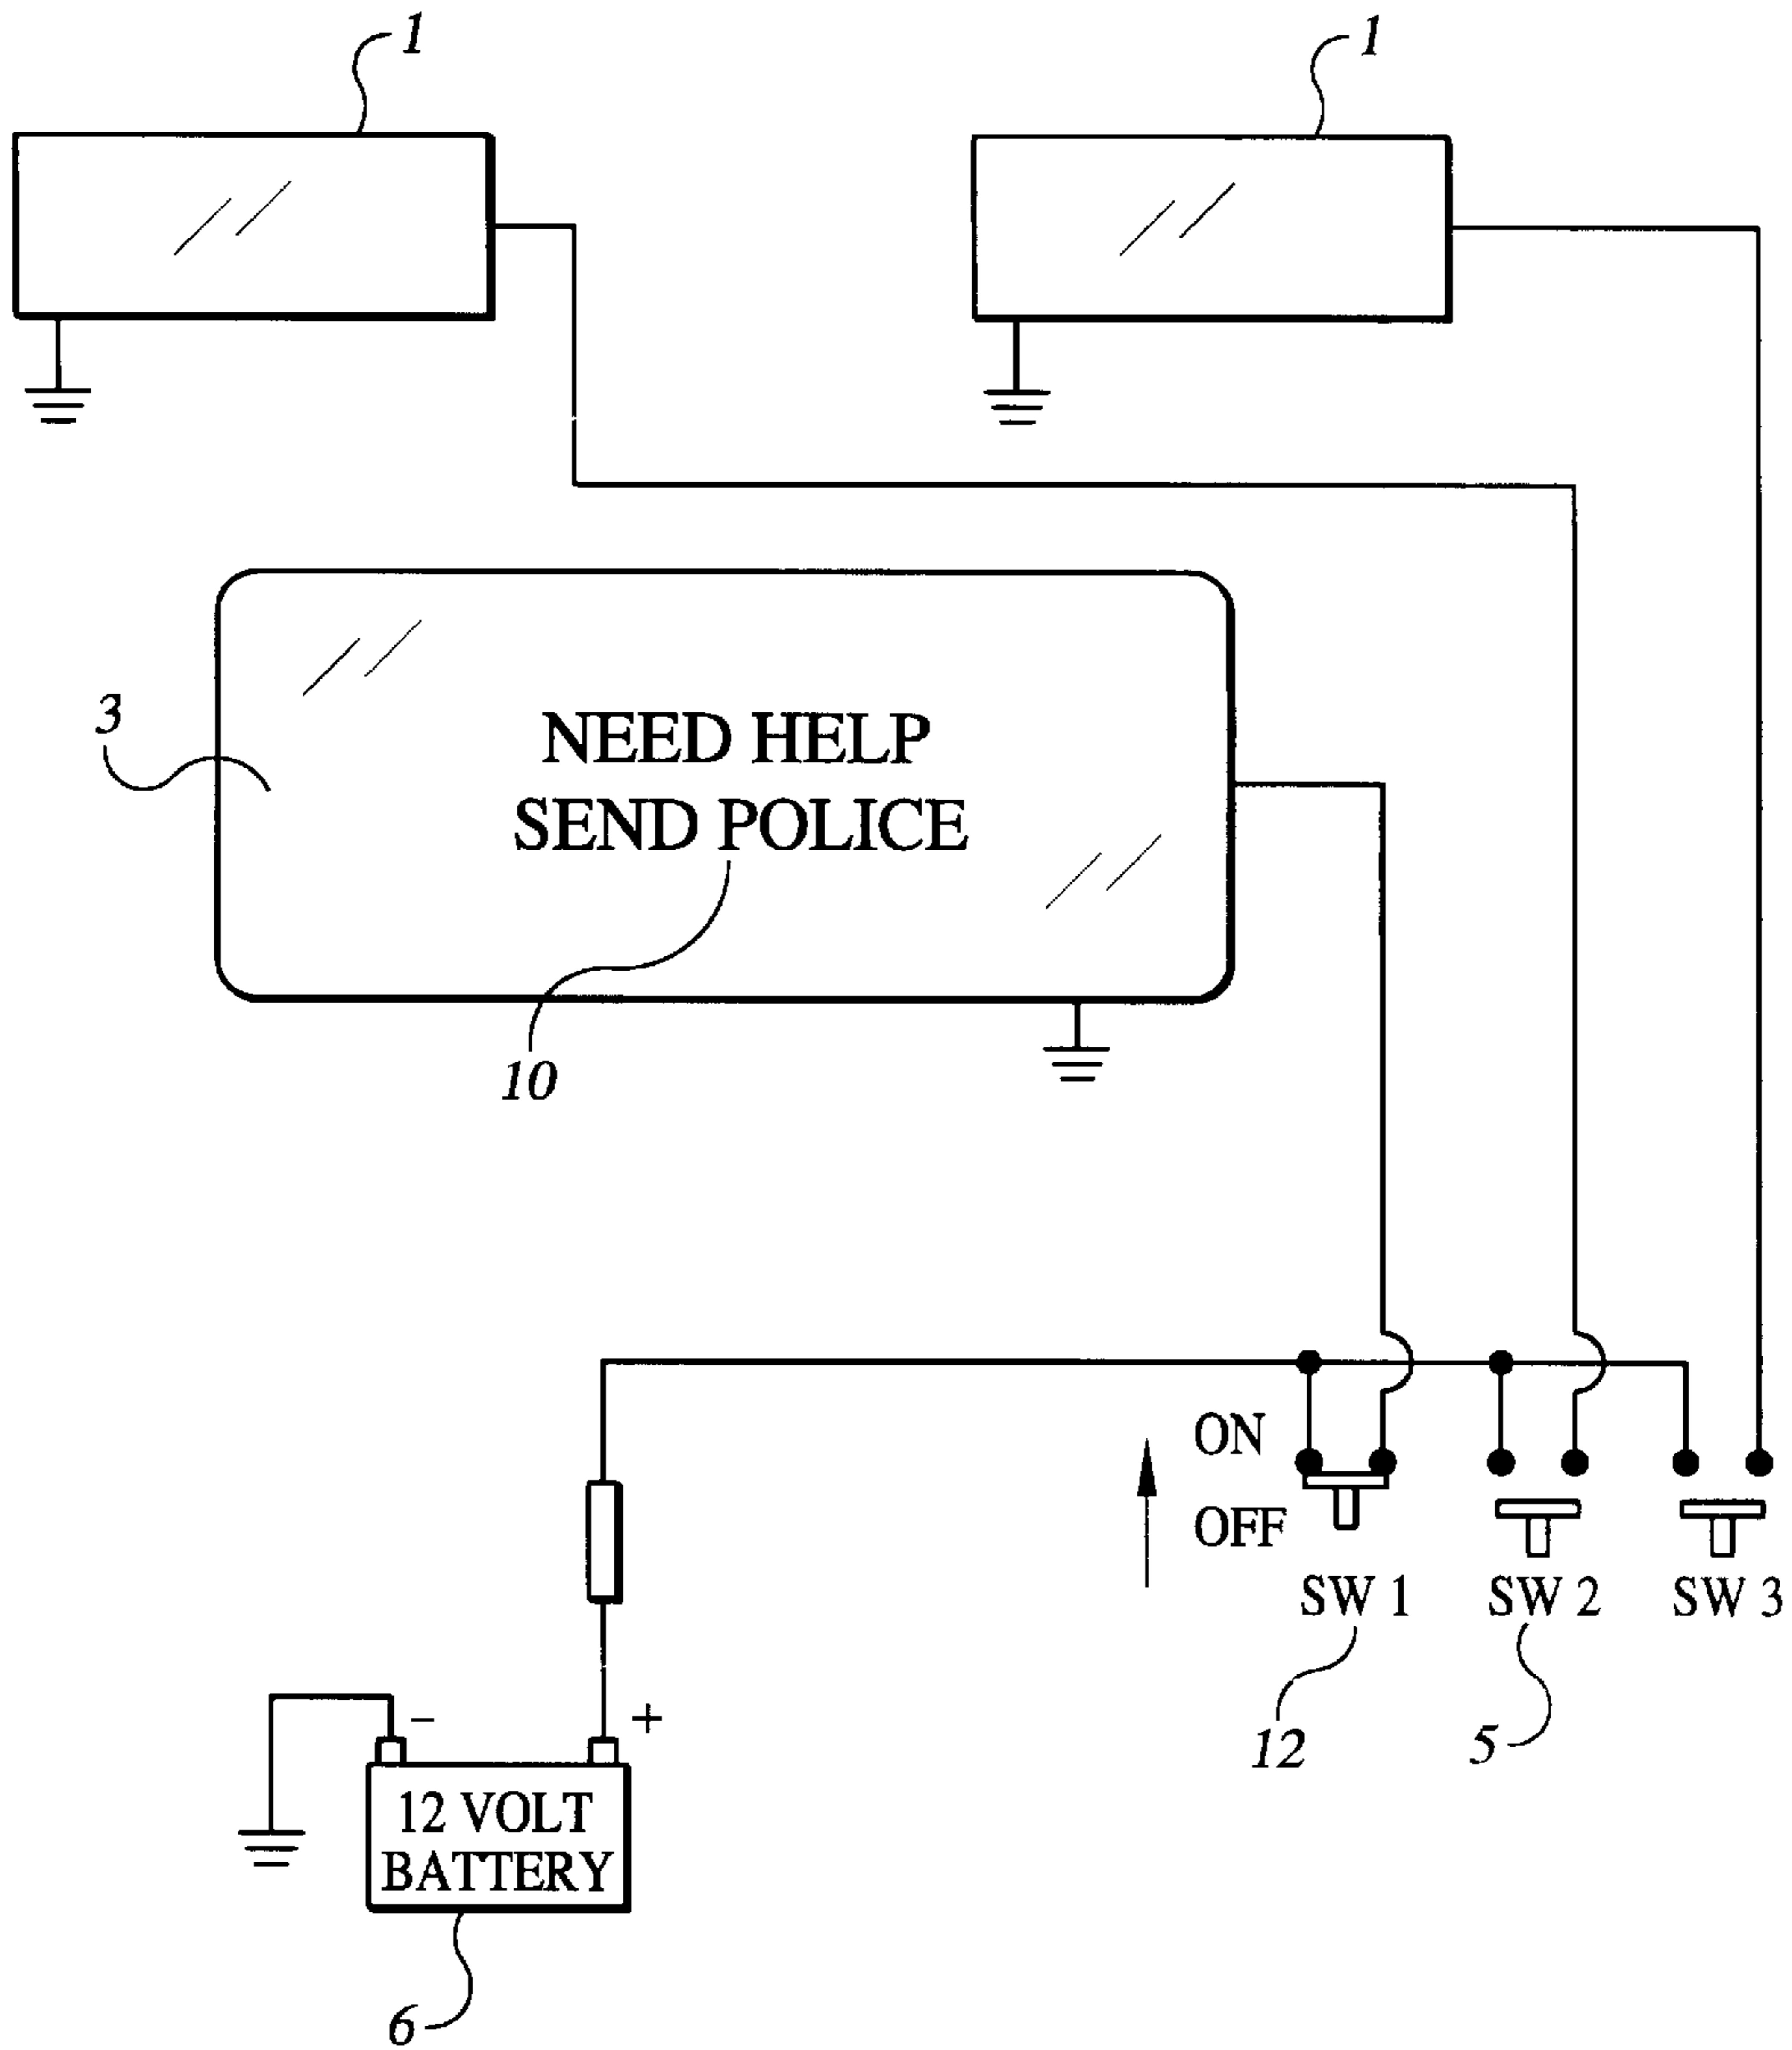 1
1
3
NEED HELP
SEND POLICE
10
ON
OFF
SW 1
SW 2
SW 3
12
5
−
+
12 VOLT
BATTERY
6